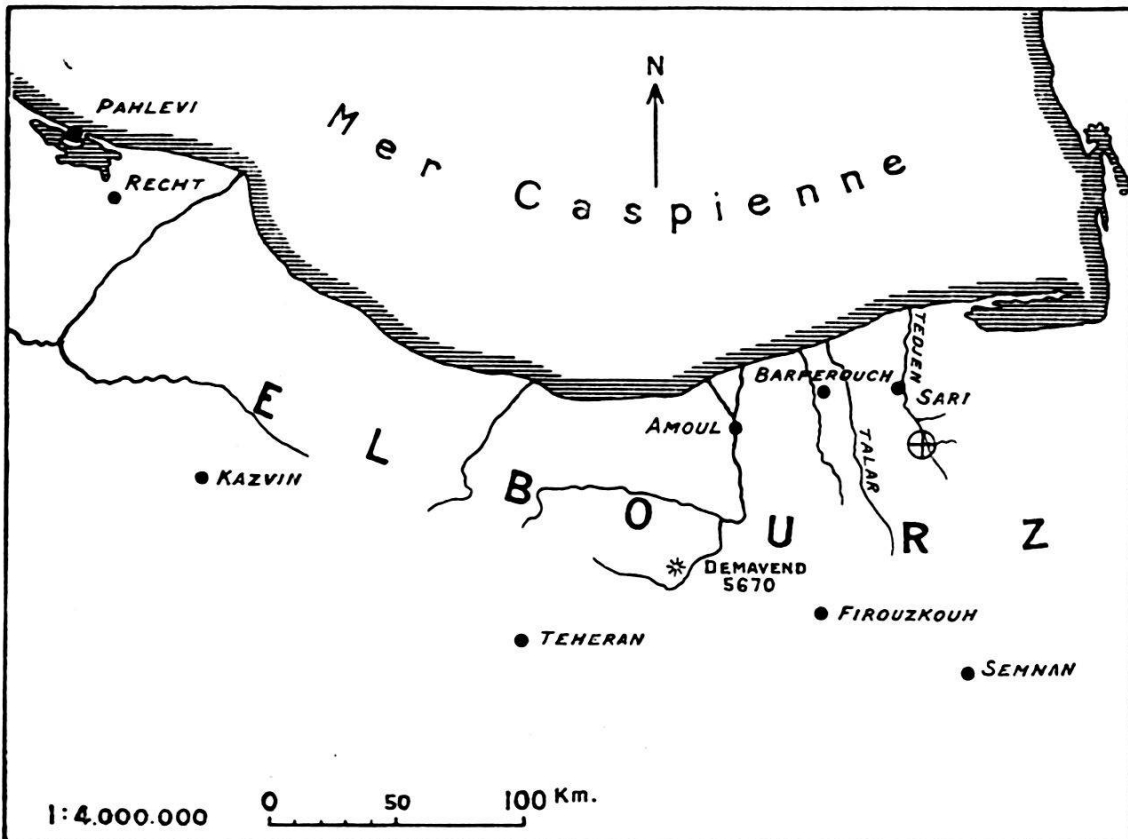 N
PAHLEVI
Mer Caspienne
RECHT
TEDJEN
BARFEROUCH
SARI
AMOUL
TALAR
KAZVIN
ELBOURZ
DEMAVEND
5670
FIROUZKOUH
TEHERAN
SEMNAN
0 50 100 Km.
1:4.000.000